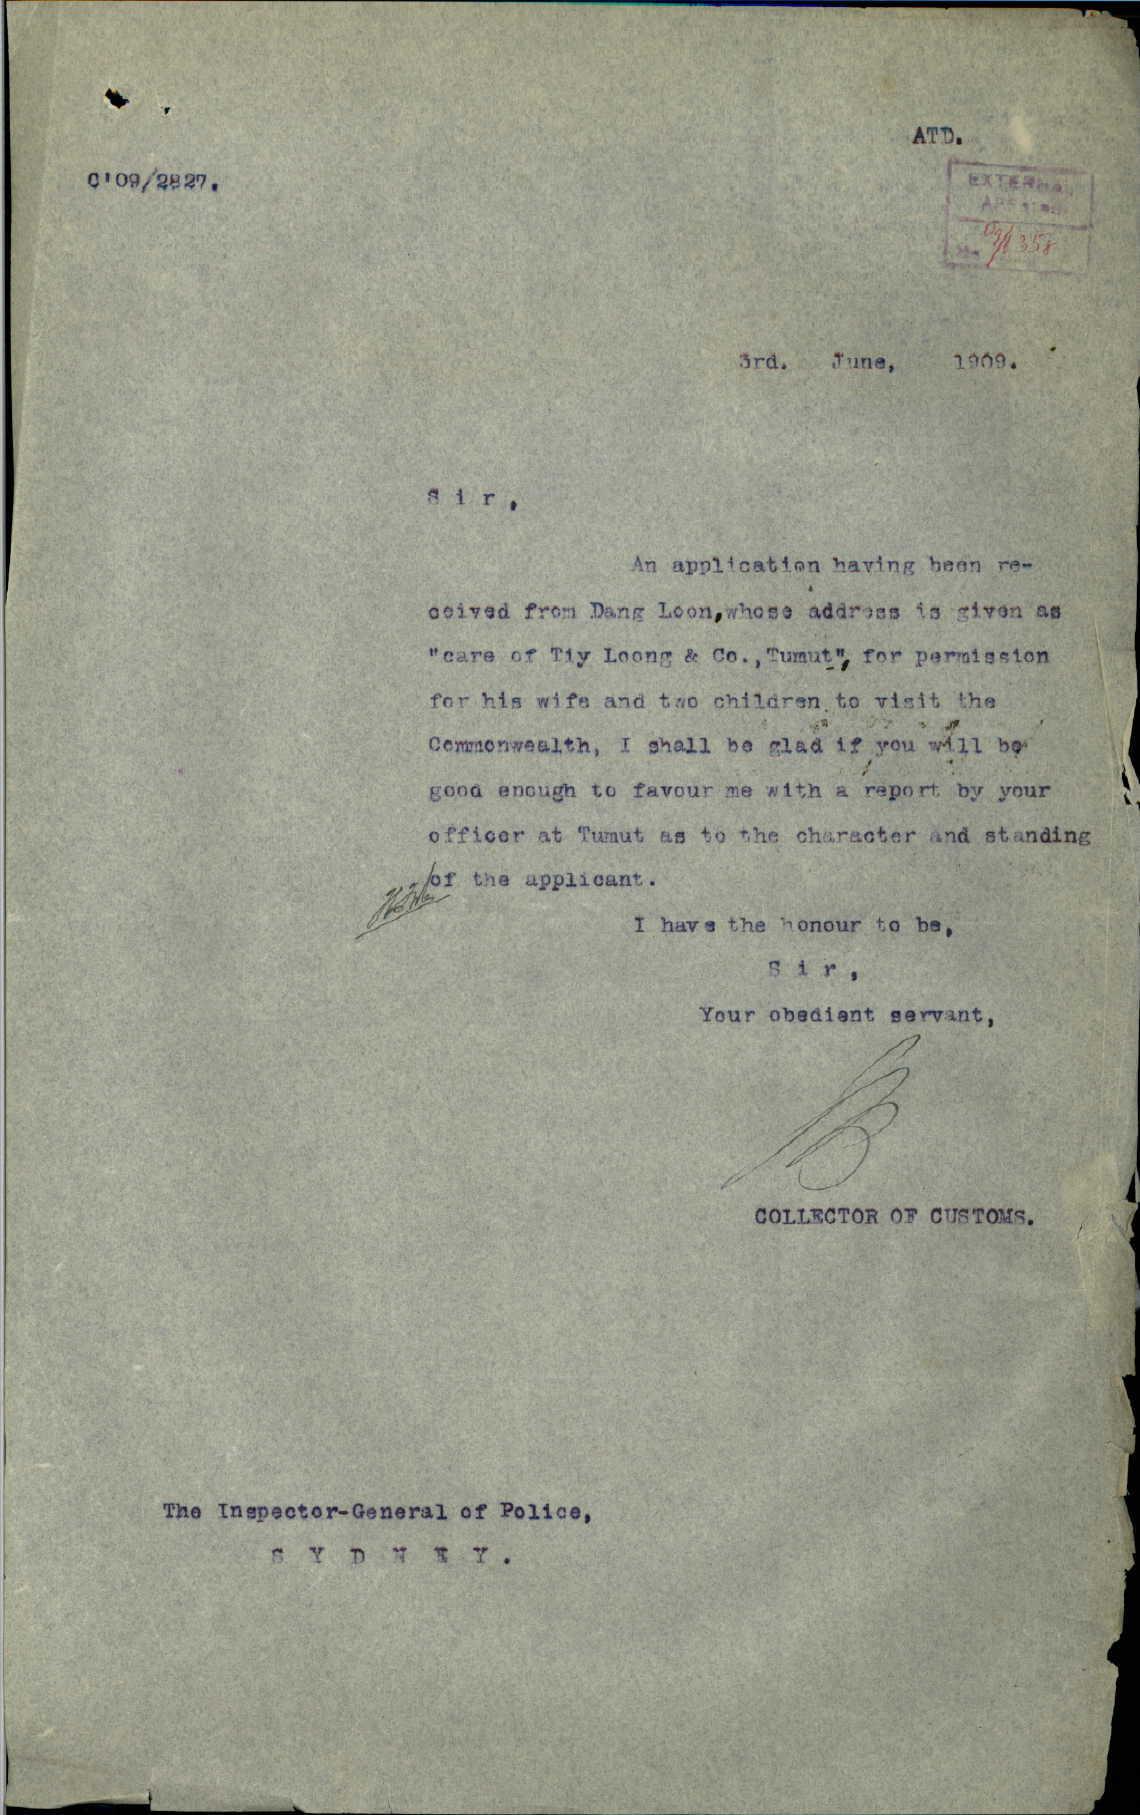 ATD.
C'09/2827.
EXTERNAL
AFFAIRS
3rd. June, 1909.
S i r ,
An application having been re-
ceived from Dang Loon, whose address is given as
"care of Tiy Loong & Co., Tumut", for permission
for his wife and two children to visit the
Commonwealth, I shall be glad if you will be
good enough to favour me with a report by your
officer at Tumut as to the character and standing
of the applicant.
I have the honour to be,
S i r ,
Your obedient servant,
COLLECTOR OF CUSTOMS.
The Inspector-General of Police,
S Y D N E Y .